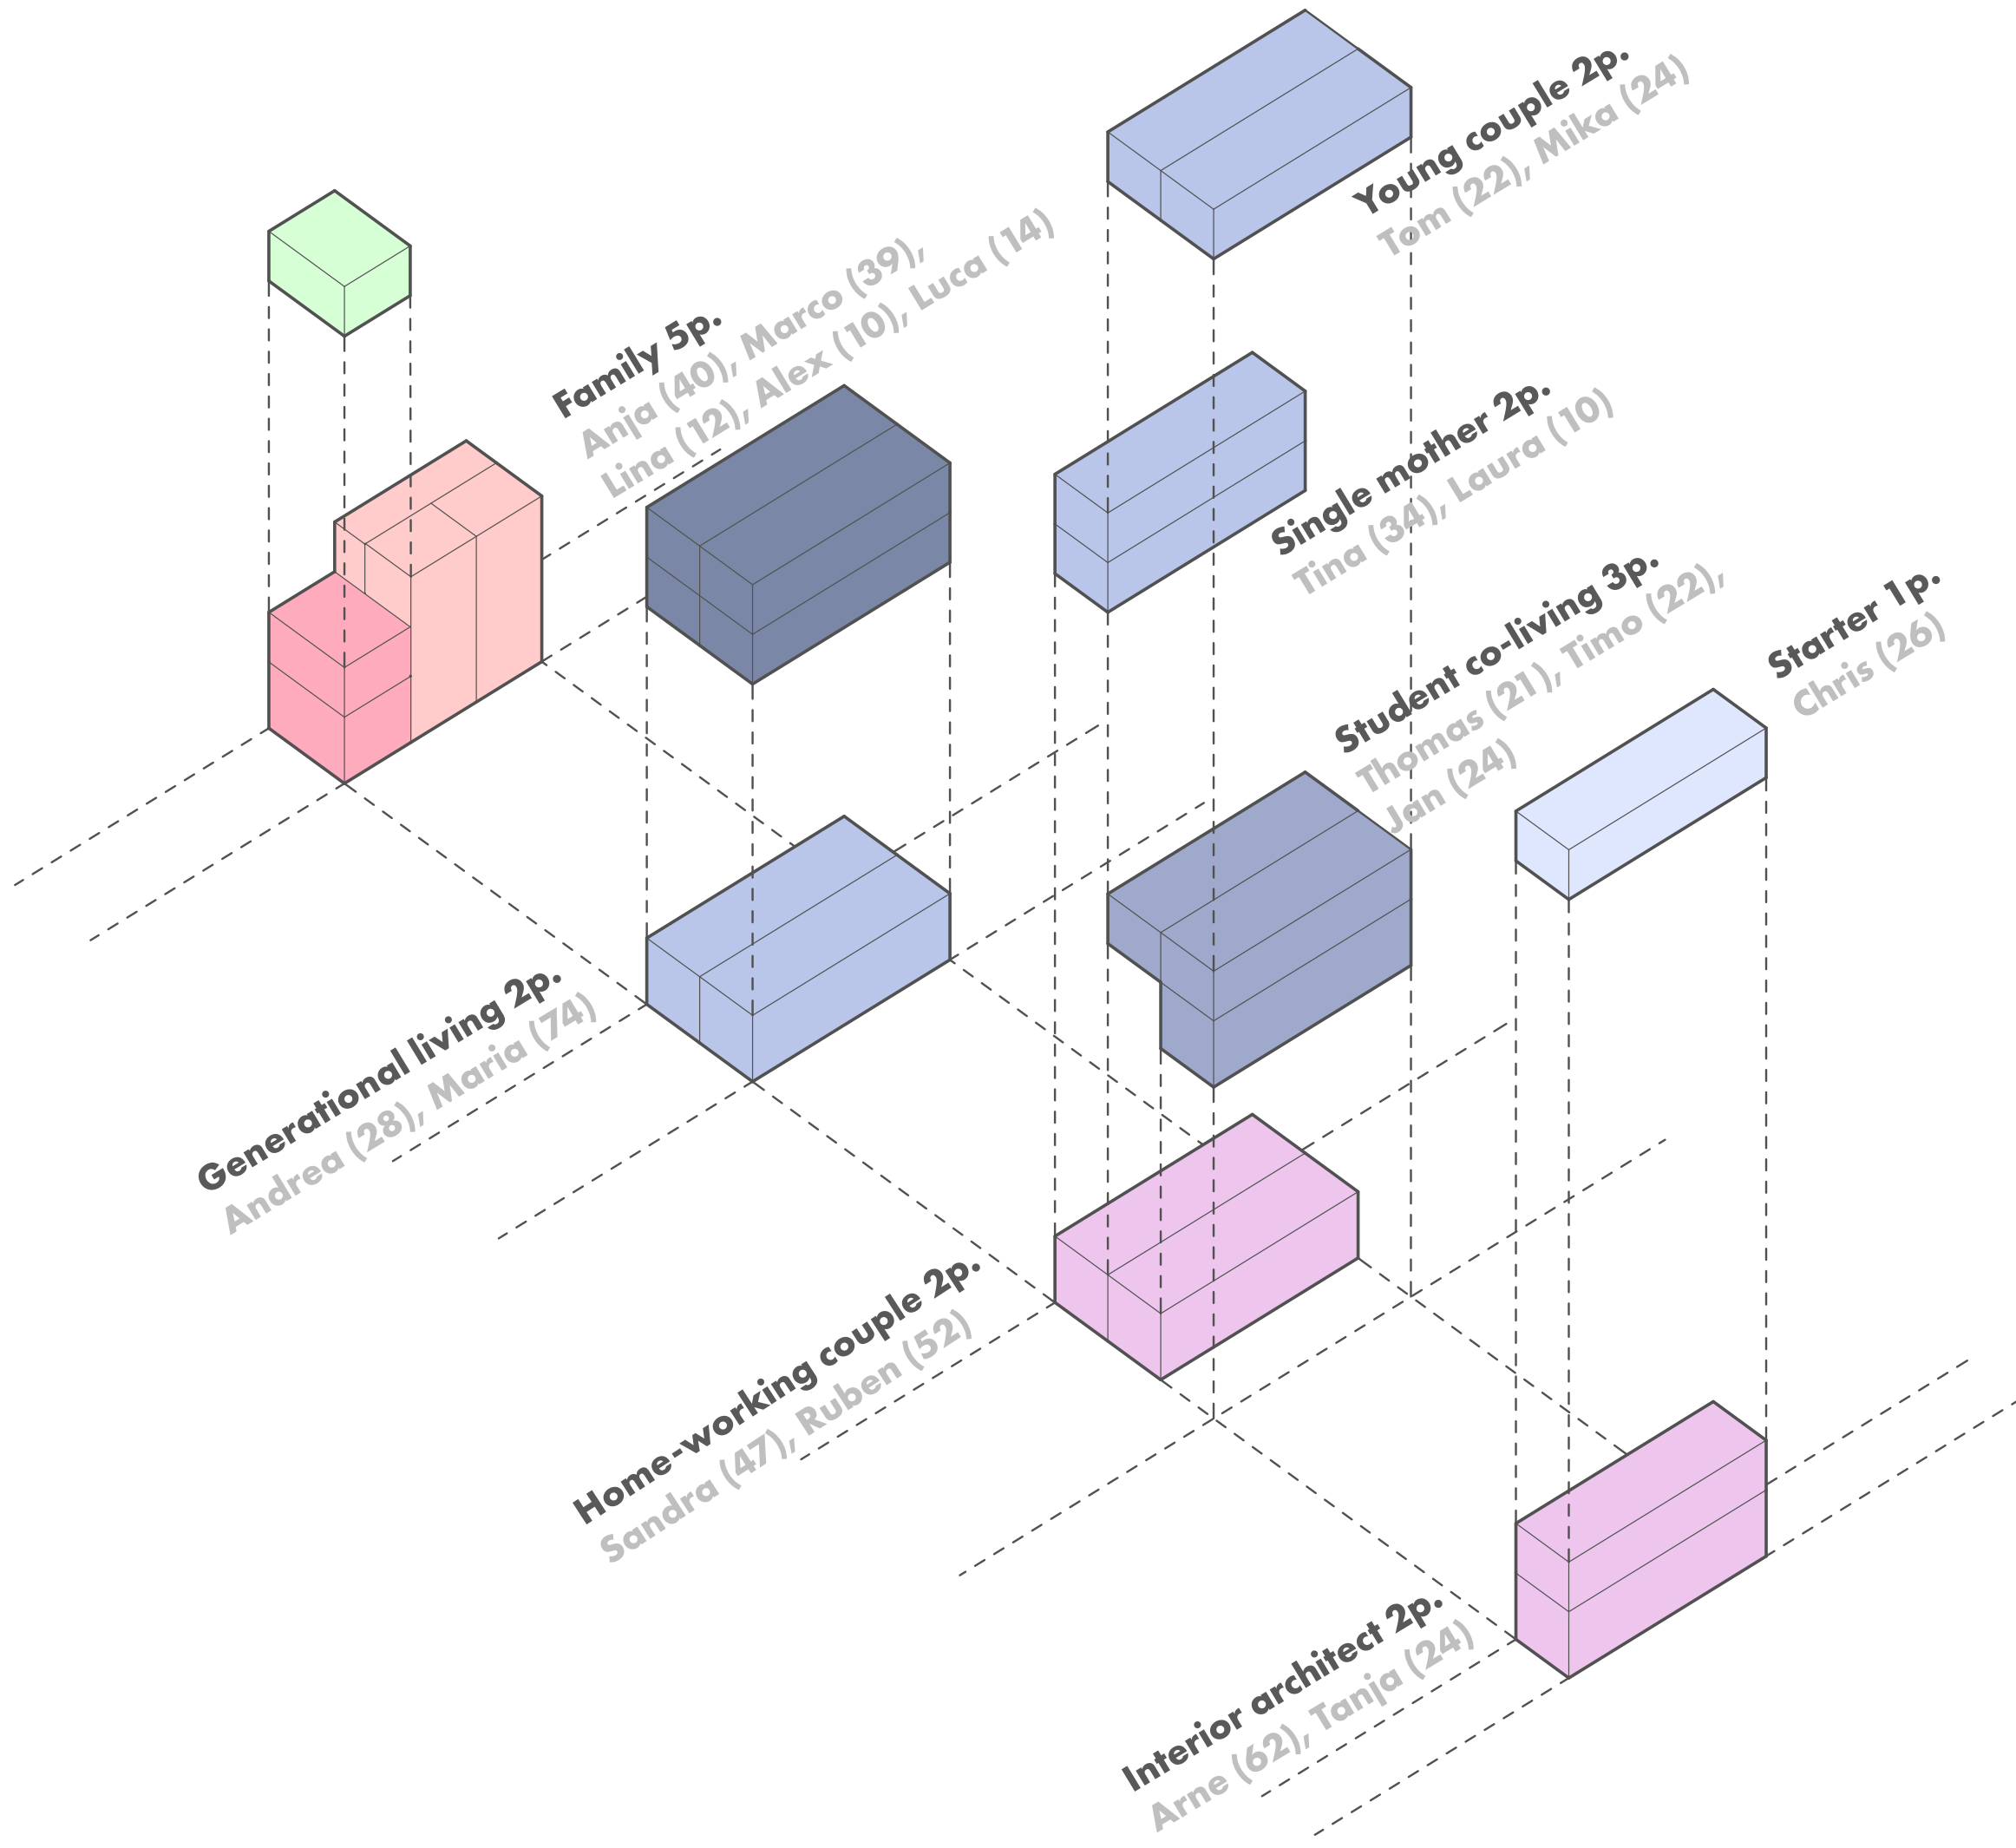 Young couple 2p.
Tom (22), Mika (24)
Family 5p.
Anja (40), Marco (39),
Lina (12), Alex (10), Luca (14)
Single mother 2p.
Tina (34), Laura (10)
Student co-living 3p.
Thomas (21), Timo (22),
Jan (24)
Starter 1p.
Chris (26)
Generational living 2p.
Andrea (28), Maria (74)
Home-working couple 2p.
Sandra (47), Ruben (52)
Interior architect 2p.
Arne (62), Tanja (24)